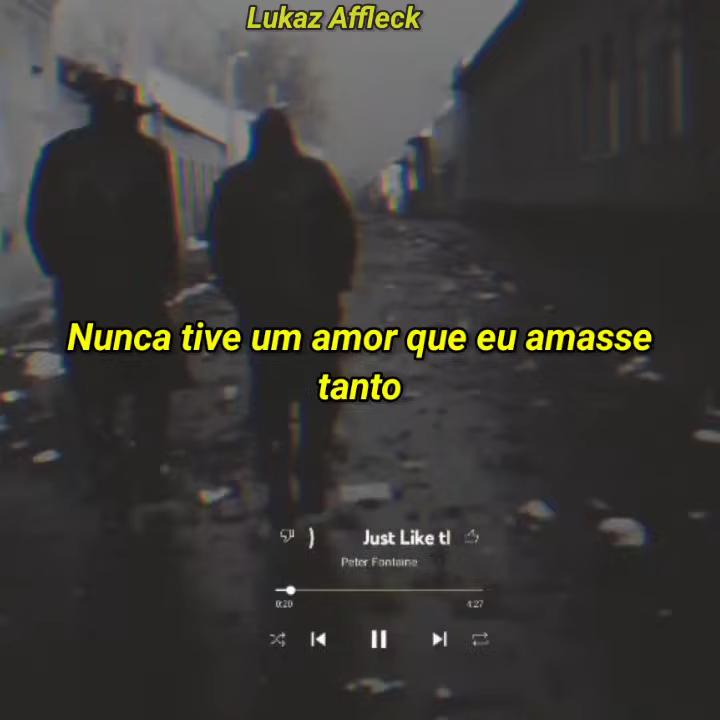 Lukaz Affleck
Nunca tive um amor que eu amasse
tanto
) Just Like tl
Peter Fontaine
0:20 4:27